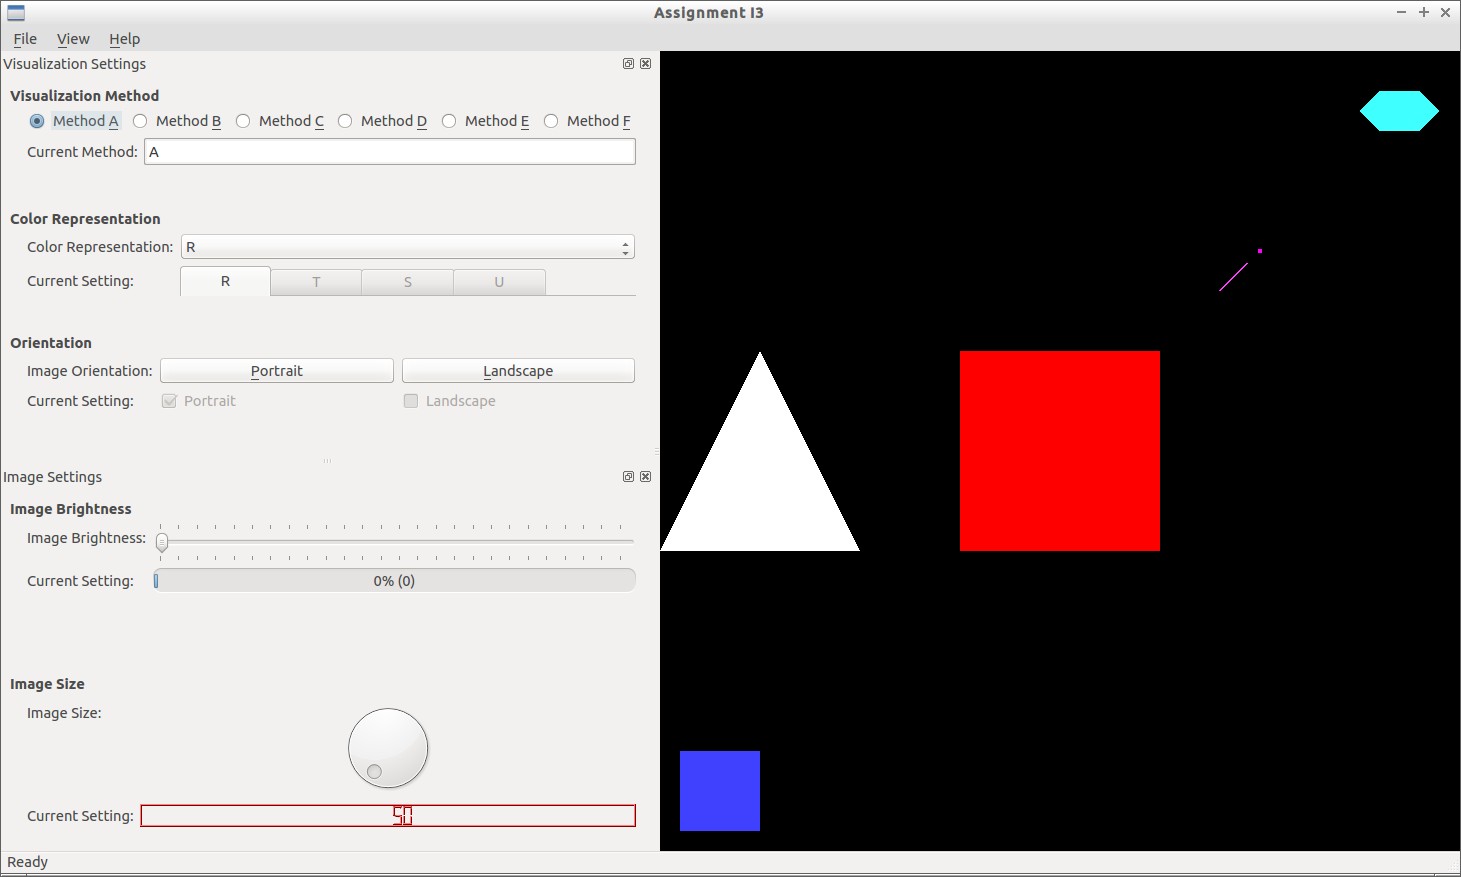 Assignment I3
File View Help
Visualization Settings
Visualization Method
Method A Method B Method C Method D Method E Method F
Current Method: A
Color Representation
Color Representation: R
Current Setting: R T S U
Orientation
Image Orientation: Portrait Landscape
Current Setting: Portrait Landscape
Image Settings
Image Brightness
Image Brightness:
Current Setting: 0% (0)
Image Size
Image Size:
Current Setting: 50
Ready